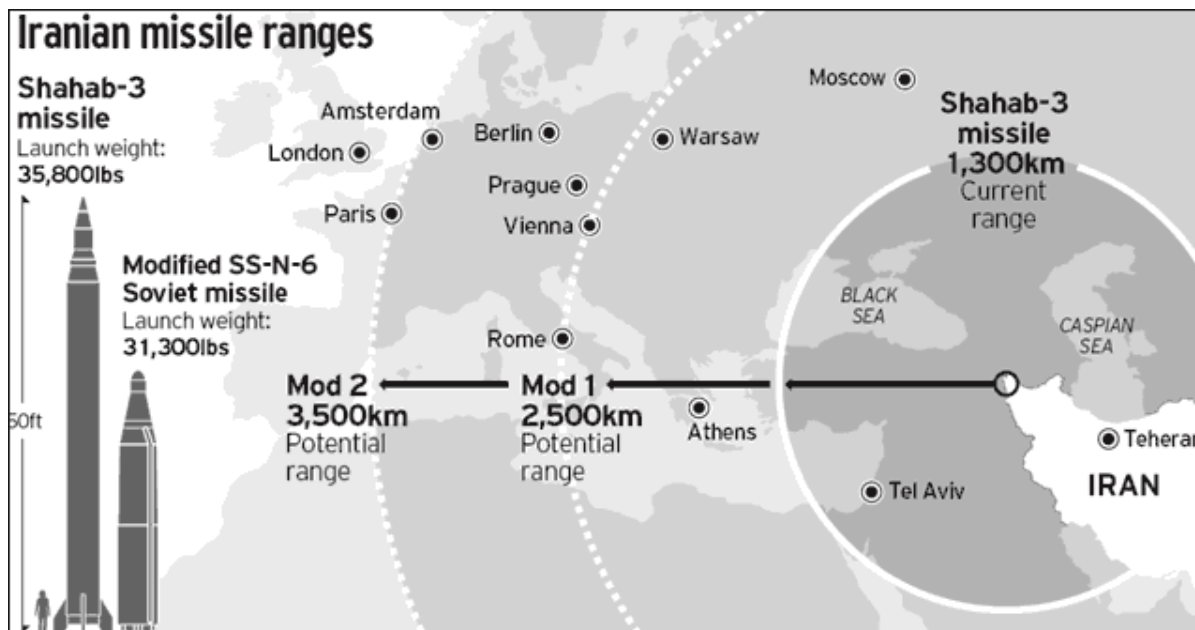 Iranian missile ranges
Shahab-3
missile
Launch weight:
35,800lbs
Modified SS-N-6
Soviet missile
Launch weight:
31,300lbs
50ft
Amsterdam
London
Paris
Berlin
Prague
Vienna
Rome
Warsaw
Moscow
Athens
Mod 2
3,500km
Potential
range
Mod 1
2,500km
Potential
range
Shahab-3
missile
1,300km
Current
range
BLACK
SEA
CASPIAN
SEA
Tel Aviv
Teheran
IRAN